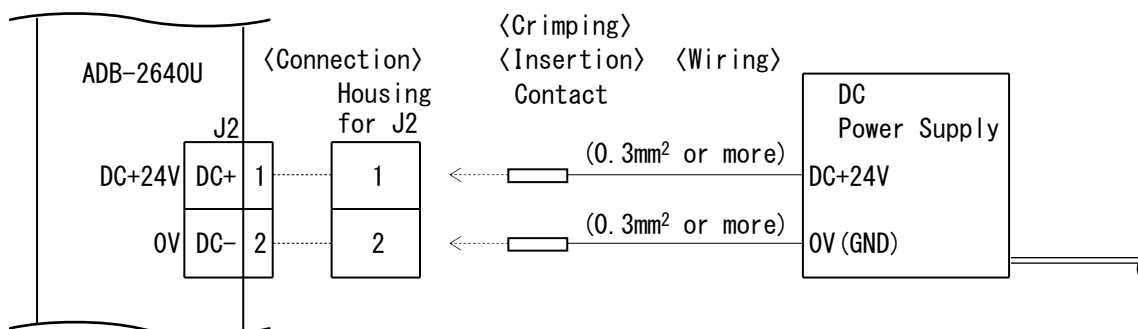 〈Crimping〉
ADB-2640U 〈Connection〉 〈Insertion〉 〈Wiring〉
Housing Contact DC
J2 for J2 Power Supply
(0.3mm² or more)
DC+24V DC+ 1 1 DC+24V
(0.3mm² or more)
0V DC- 2 2 0V(GND)